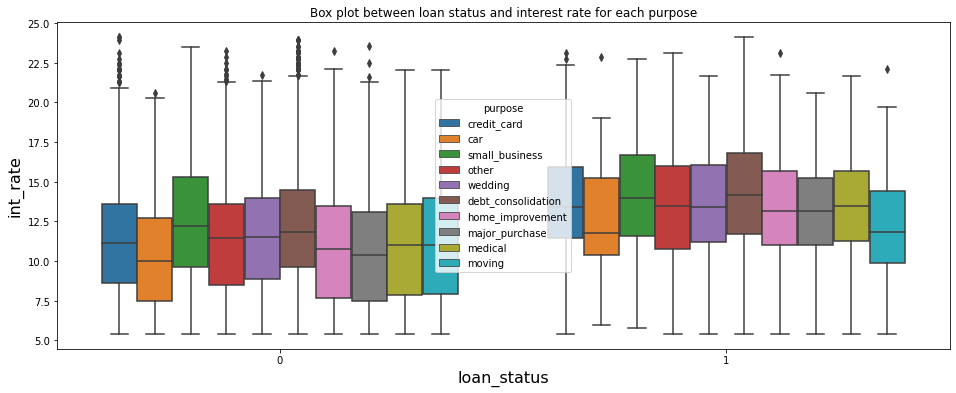 Box plot between loan status and interest rate for each purpose
25.0
22.5
20.0
17.5
15.0
12.5
10.0
7.5
5.0
int_rate
purpose
credit_card
car
small_business
other
wedding
debt_consolidation
home_improvement
major_purchase
medical
moving
0
1
loan_status